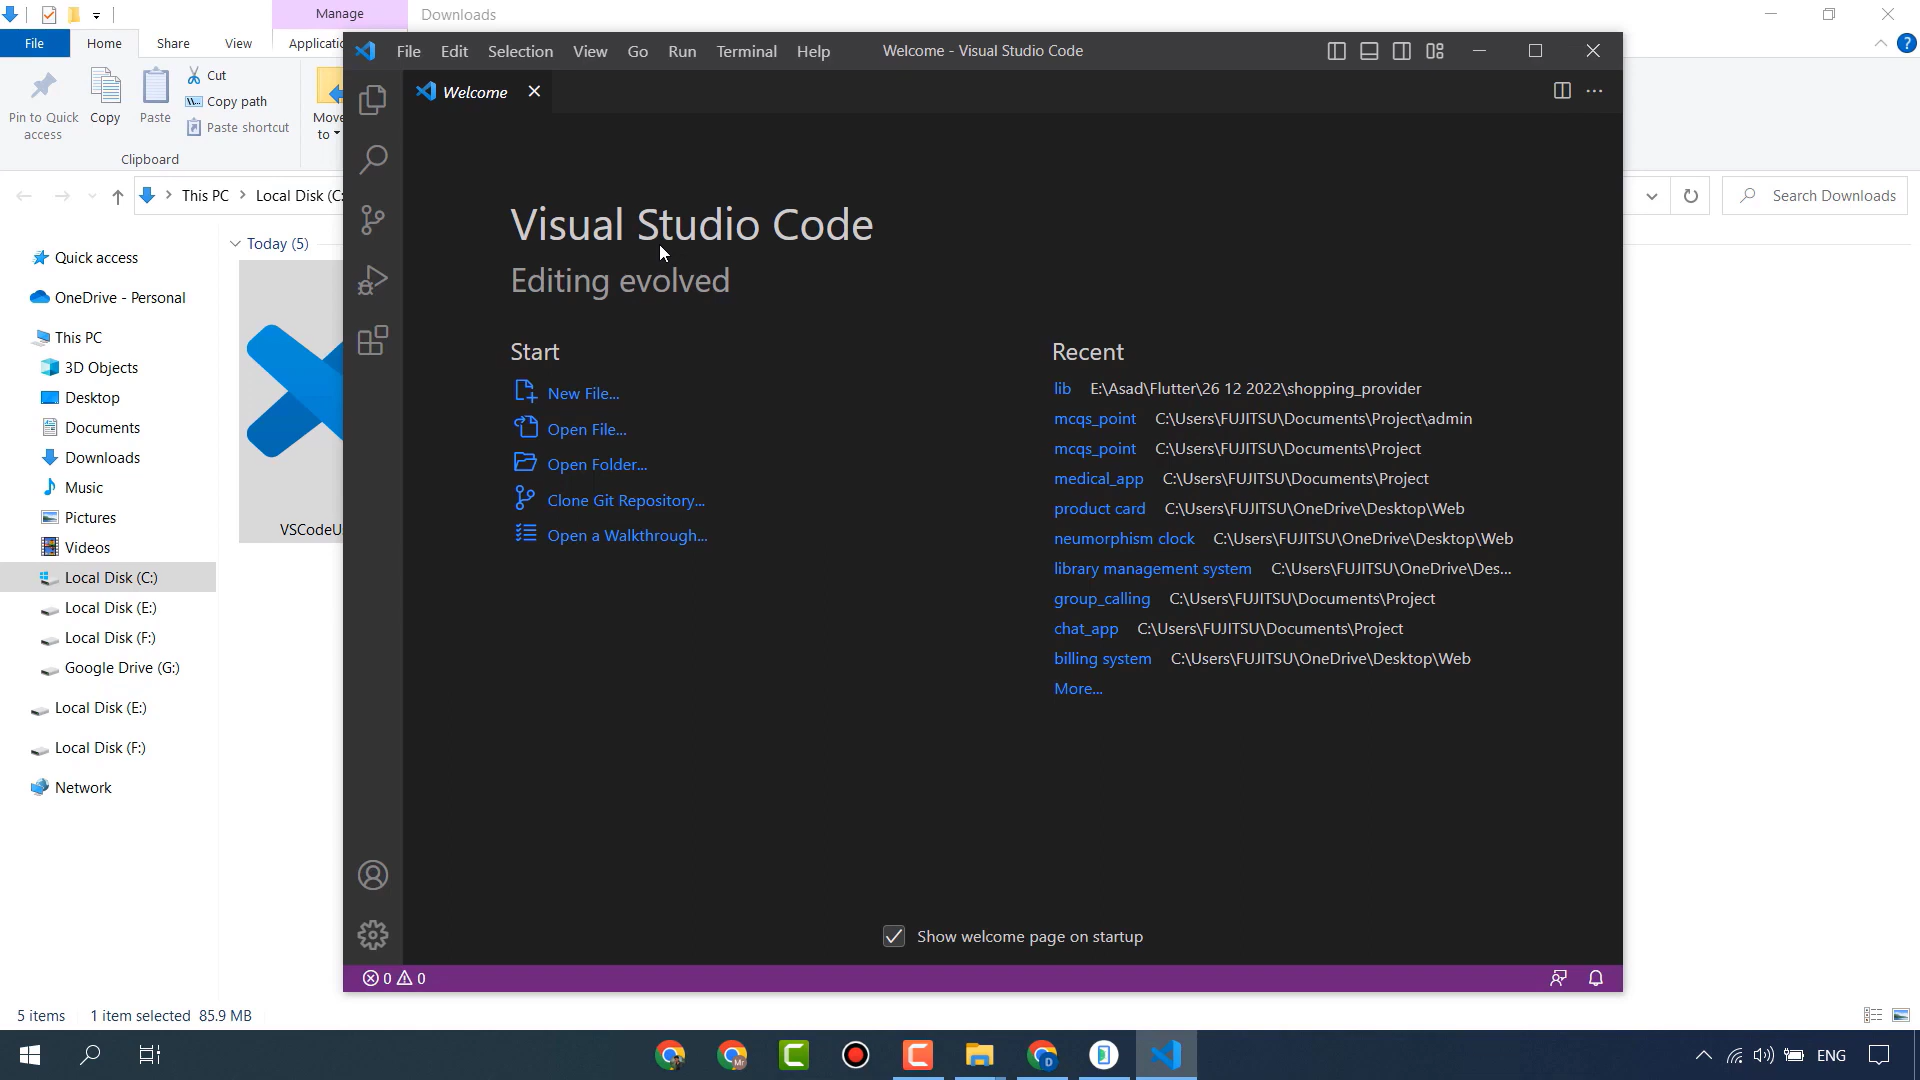 Manage
Downloads
File
Home
Share
View
Applicatio
Pin to Quick
access
Copy
Paste
Cut
Copy path
Paste shortcut
Move
to
Clipboard
This PC
Local Disk (C:
Search Downloads
File
Edit
Selection
View
Go
Run
Terminal
Help
Welcome - Visual Studio Code
Welcome
Visual Studio Code
Editing evolved
Start
New File...
Open File...
Open Folder...
Clone Git Repository...
Open a Walkthrough...
Recent
lib E:\Asad\Flutter\26 12 2022\shopping_provider
mcqs_point C:\Users\FUJITSU\Documents\Project\admin
mcqs_point C:\Users\FUJITSU\Documents\Project
medical_app C:\Users\FUJITSU\Documents\Project
product card C:\Users\FUJITSU\OneDrive\Desktop\Web
neumorphism clock C:\Users\FUJITSU\OneDrive\Desktop\Web
library management system C:\Users\FUJITSU\OneDrive\Des...
group_calling C:\Users\FUJITSU\Documents\Project
chat_app C:\Users\FUJITSU\Documents\Project
billing system C:\Users\FUJITSU\OneDrive\Desktop\Web
More...
Show welcome page on startup
0 0
Quick access
OneDrive - Personal
This PC
3D Objects
Desktop
Documents
Downloads
Music
Pictures
Videos
Local Disk (C:)
Local Disk (E:)
Local Disk (F:)
Google Drive (G:)
Local Disk (E:)
Local Disk (F:)
Network
Today (5)
VSCodeU
5 items 1 item selected 85.9 MB
ENG